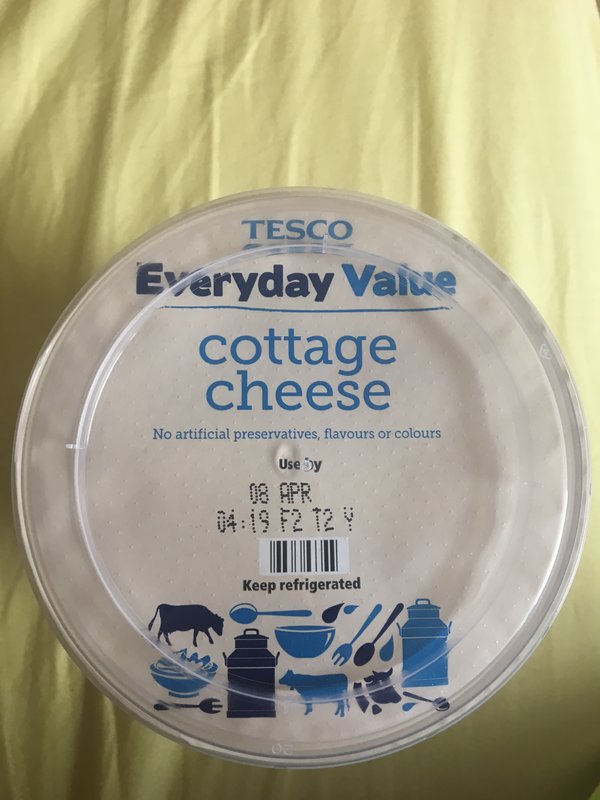 TESCO
Everyday Value
cottage
cheese
No artificial preservatives, flavours or colours
Use by
08 APR
04:19 F2 T2 Y
Keep refrigerated